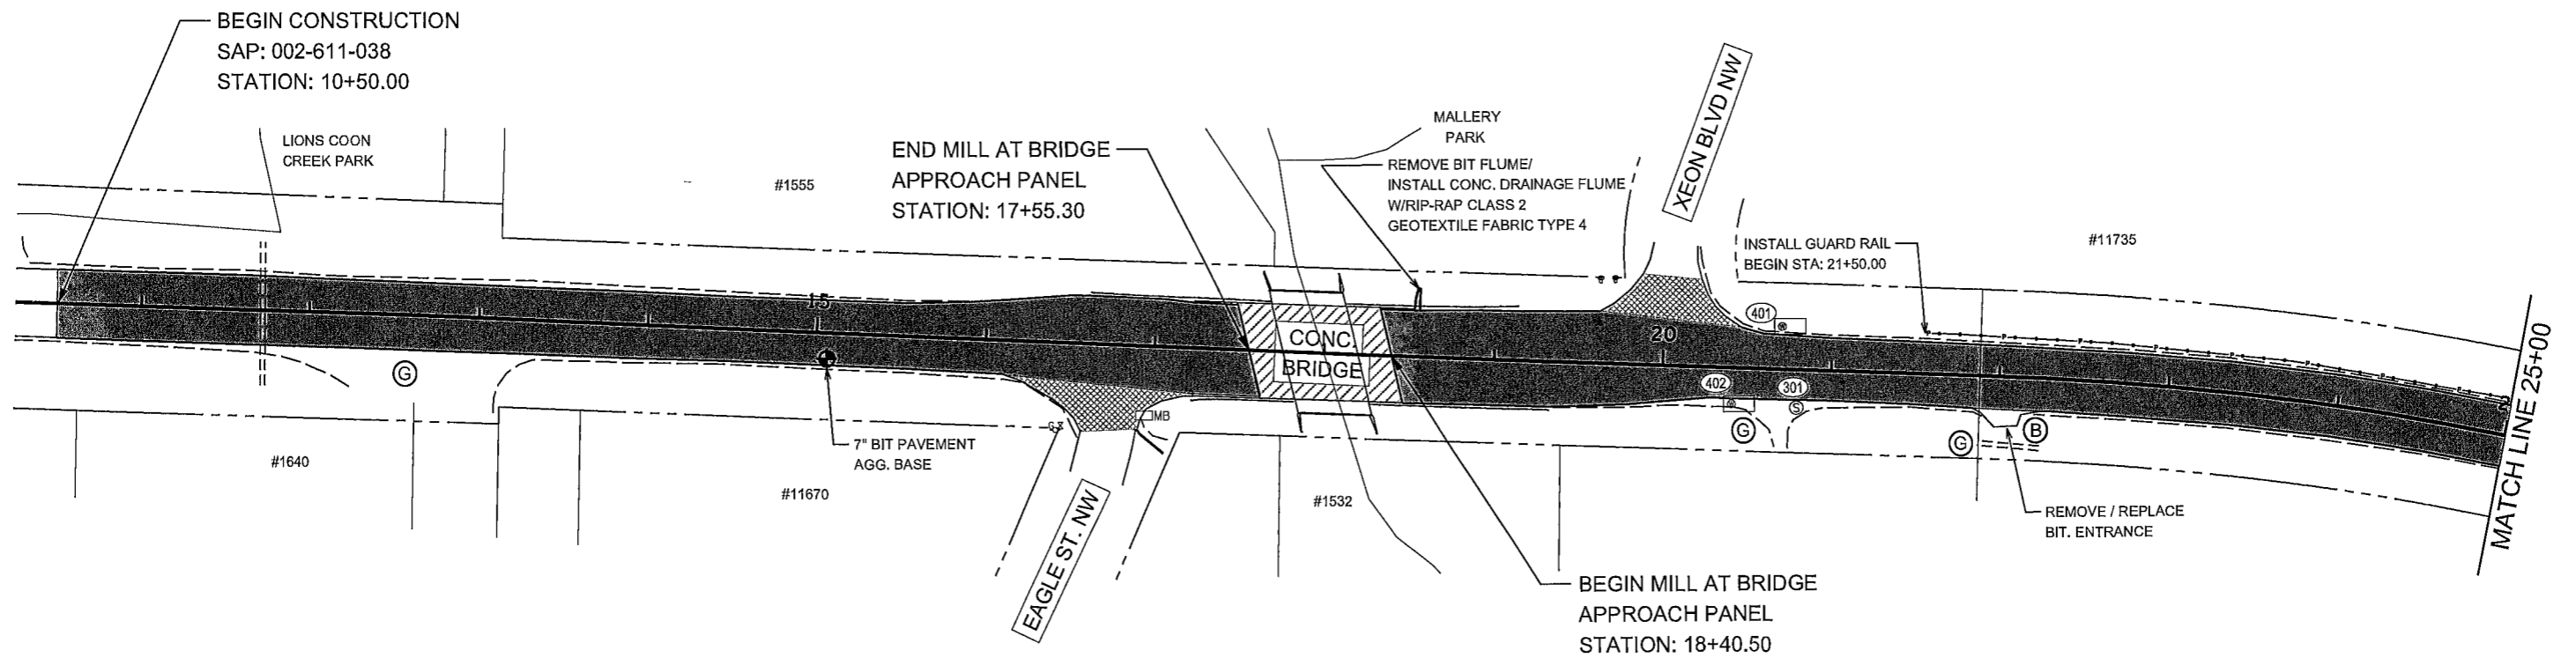 BEGIN CONSTRUCTION
SAP: 002-611-038
STATION: 10+50.00
LIONS COON
CREEK PARK
#1555
END MILL AT BRIDGE
APPROACH PANEL
STATION: 17+55.30
MALLERY
PARK
REMOVE BIT FLUME/
INSTALL CONC. DRAINAGE FLUME
W/RIP-RAP CLASS 2
GEOTEXTILE FABRIC TYPE 4
XEON BLVD NW
INSTALL GUARD RAIL
BEGIN STA: 21+50.00
#11735
15
CONC.
BRIDGE
20
401
402
301
S
G
G
G
B
MB
7" BIT PAVEMENT
AGG. BASE
#1640
#11670
EAGLE ST. NW
#1532
REMOVE / REPLACE
BIT. ENTRANCE
BEGIN MILL AT BRIDGE
APPROACH PANEL
STATION: 18+40.50
MATCH LINE 25+00